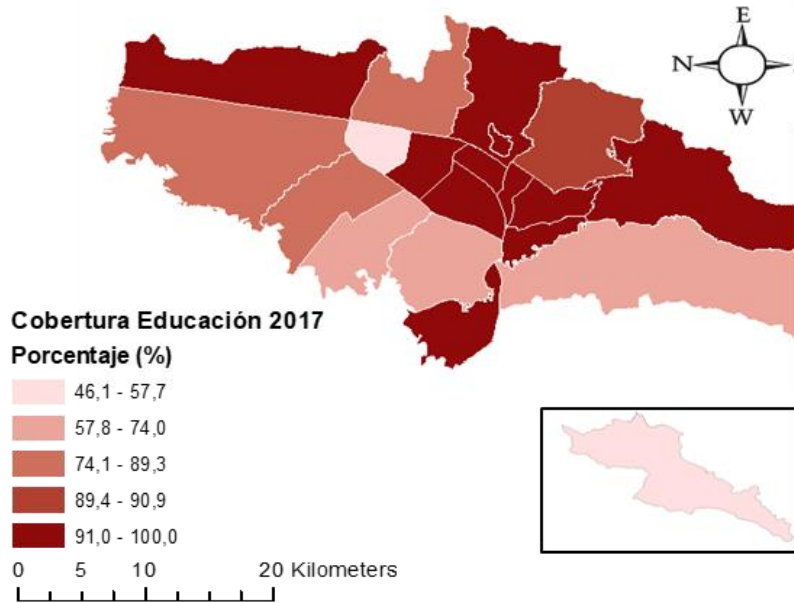 E
N
W
Cobertura Educación 2017
Porcentaje (%)
46,1 - 57,7
57,8 - 74,0
74,1 - 89,3
89,4 - 90,9
91,0 - 100,0
0 5 10 20 Kilometers